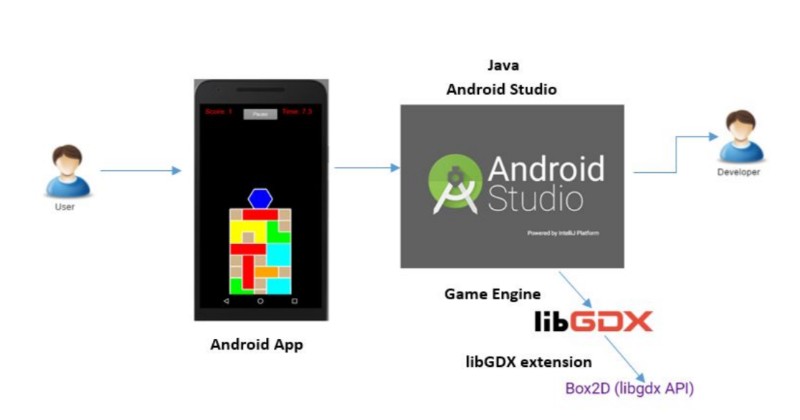 Java
Android Studio
Score: 1
Pause
Time: 7.3
Android
Studio
Powered by IntelliJ Platform
User
Developer
Android App
Game Engine
libGDX
libGDX extension
Box2D (libgdx API)